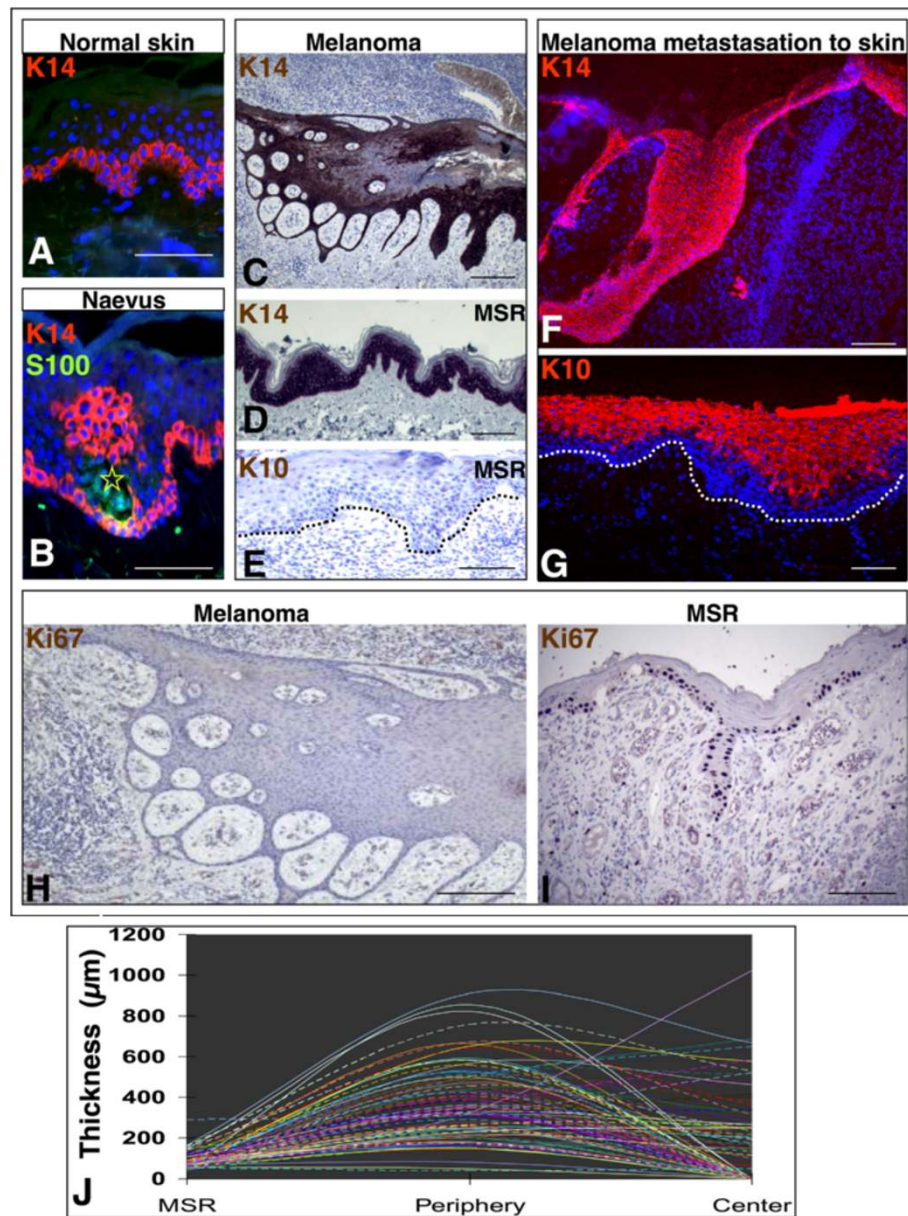 Normal skin
K14
A
Naevus
K14
S100
B
Melanoma
K14
C
K14 MSR
D
K10 MSR
E
Melanoma metastasation to skin
K14
F
K10
G
Melanoma
Ki67
H
MSR
Ki67
I
1200
1000
800
600
400
200
0
Thickness (µm)
J
MSR Periphery Center